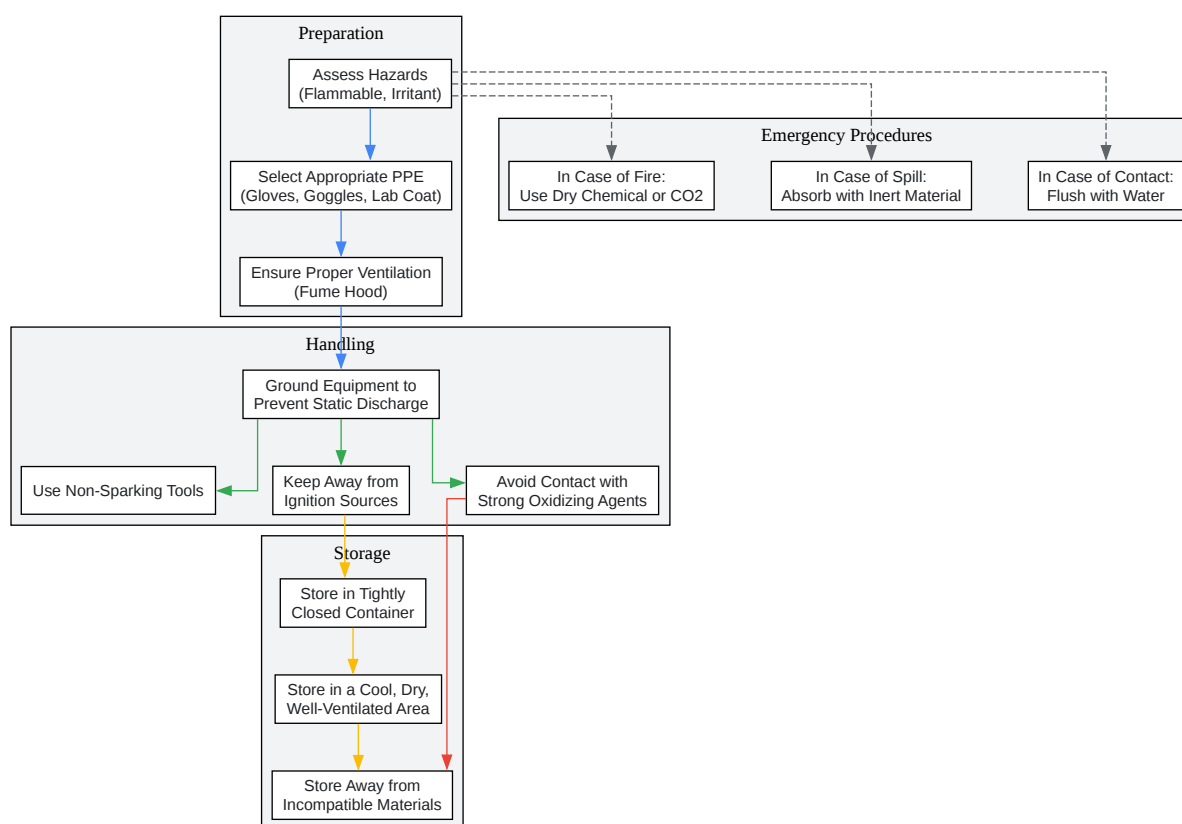 Preparation
Assess Hazards
(Flammable, Irritant)
Select Appropriate PPE
(Gloves, Goggles, Lab Coat)
Ensure Proper Ventilation
(Fume Hood)
Emergency Procedures
In Case of Fire:
Use Dry Chemical or CO2
In Case of Spill:
Absorb with Inert Material
In Case of Contact:
Flush with Water
Handling
Ground Equipment to
Prevent Static Discharge
Use Non-Sparking Tools
Keep Away from
Ignition Sources
Avoid Contact with
Strong Oxidizing Agents
Storage
Store in Tightly
Closed Container
Store in a Cool, Dry,
Well-Ventilated Area
Store Away from
Incompatible Materials